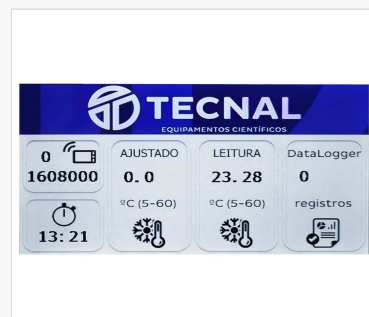 TECNAL
EQUIPAMENTOS CIENTÍFICOS
0
1608000
13:21
AJUSTADO
0.0
ºC (5-60)
LEITURA
23.28
ºC (5-60)
DataLogger
0
registros